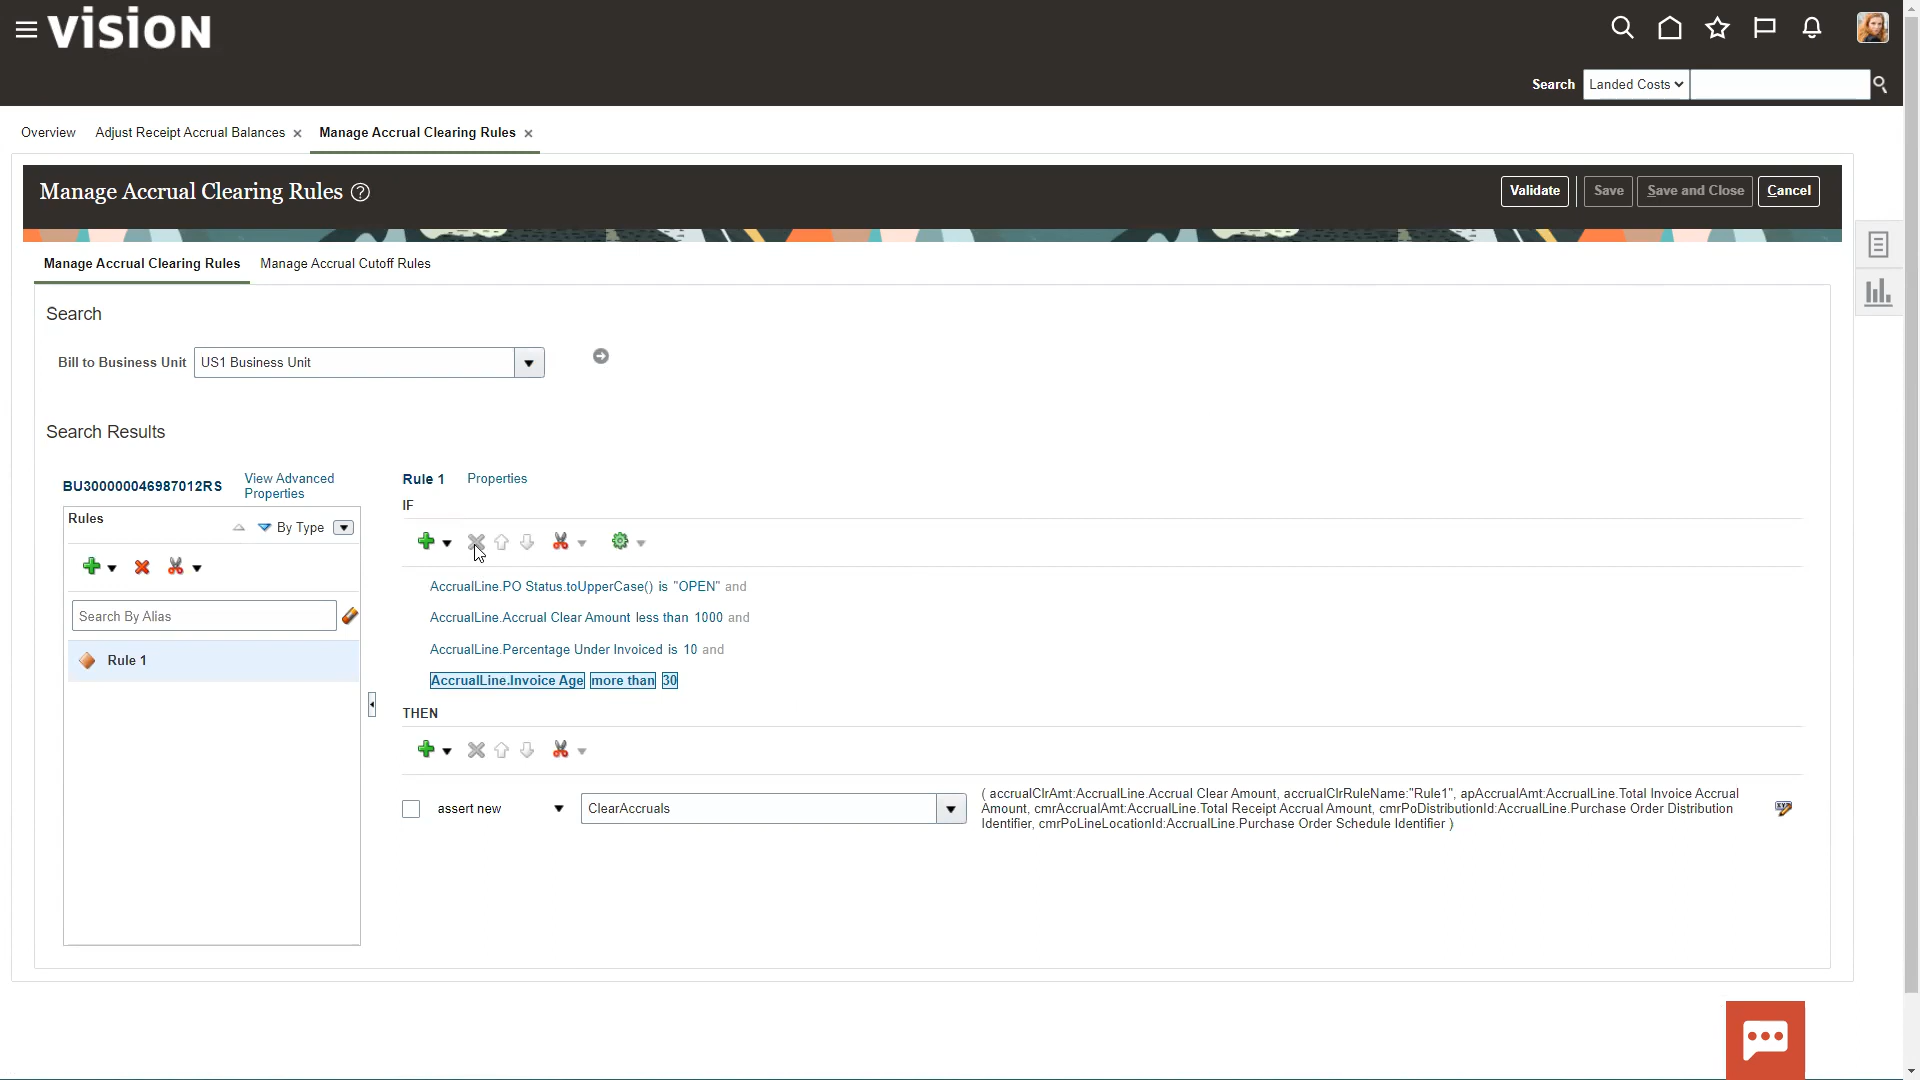 VISION
Search Landed Costs
Overview Adjust Receipt Accrual Balances Manage Accrual Clearing Rules
Manage Accrual Clearing Rules
Validate Save Save and Close Cancel
Manage Accrual Clearing Rules Manage Accrual Cutoff Rules
Search
Bill to Business Unit US1 Business Unit
Search Results
BU300000046987012RS View Advanced
Properties
Rules
By Type
Search By Alias
Rule 1
Rule 1 Properties
IF
AccrualLine.PO Status.toUpperCase() is "OPEN" and
AccrualLine.Accrual Clear Amount less than 1000 and
AccrualLine.Percentage Under Invoiced is 10 and
AccrualLine.Invoice Age more than 30
THEN
assert new ClearAccruals
( accrualClrAmt:AccrualLine.Accrual Clear Amount, accrualClrRuleName:"Rule1", apAccrualAmt:AccrualLine.Total Invoice Accrual
Amount, cmrAccrualAmt:AccrualLine.Total Receipt Accrual Amount, cmrPoDistributionId:AccrualLine.Purchase Order Distribution
Identifier, cmrPoLineLocationId:AccrualLine.Purchase Order Schedule Identifier )